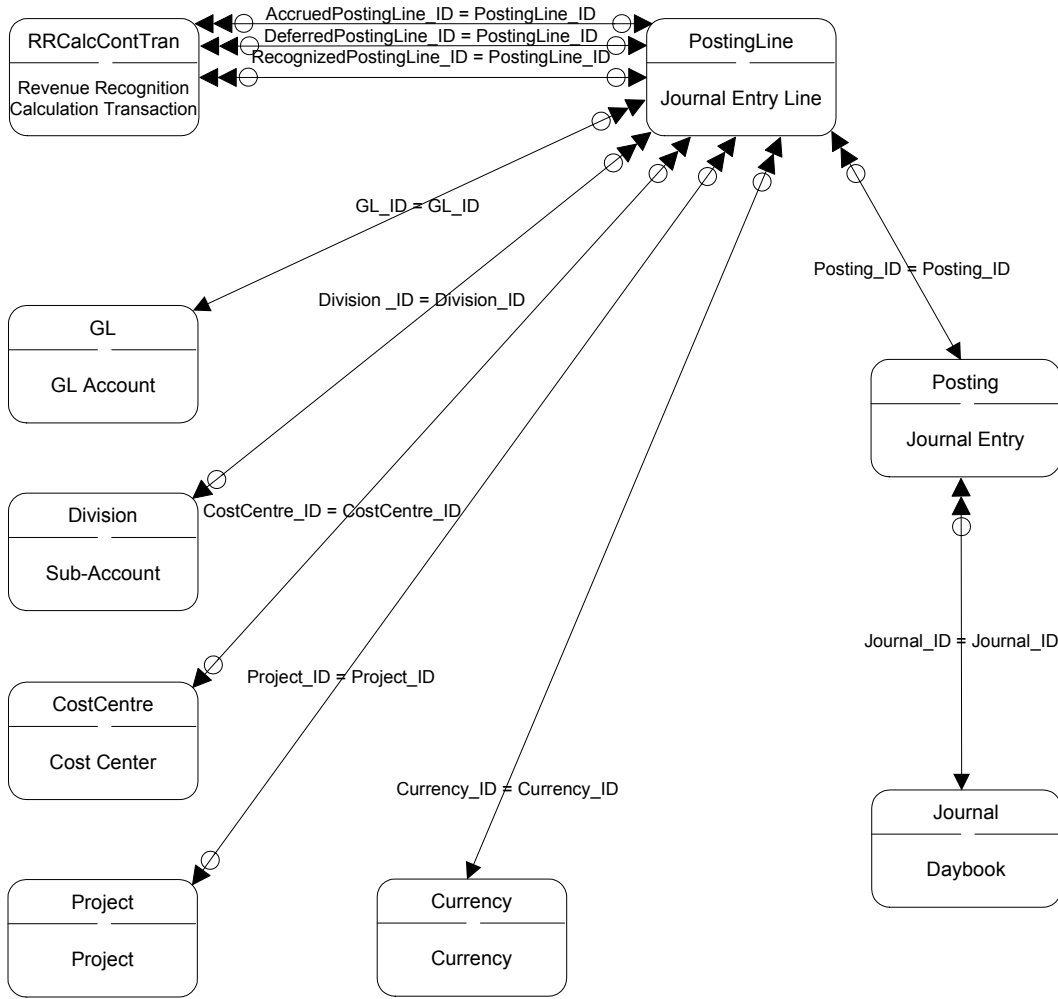 AccruedPostingLine_ID = PostingLine_ID
RRCalcContTran
DeferredPostingLine_ID = PostingLine_ID
PostingLine
RecognizedPostingLine_ID = PostingLine_ID
Revenue Recognition
Calculation Transaction
Journal Entry Line
GL_ID = GL_ID
Posting_ID = Posting_ID
Division _ID = Division_ID
GL
GL Account
Posting
Journal Entry
CostCentre_ID = CostCentre_ID
Division
Sub-Account
Journal_ID = Journal_ID
Project_ID = Project_ID
CostCentre
Cost Center
Currency_ID = Currency_ID
Journal
Daybook
Project
Project
Currency
Currency